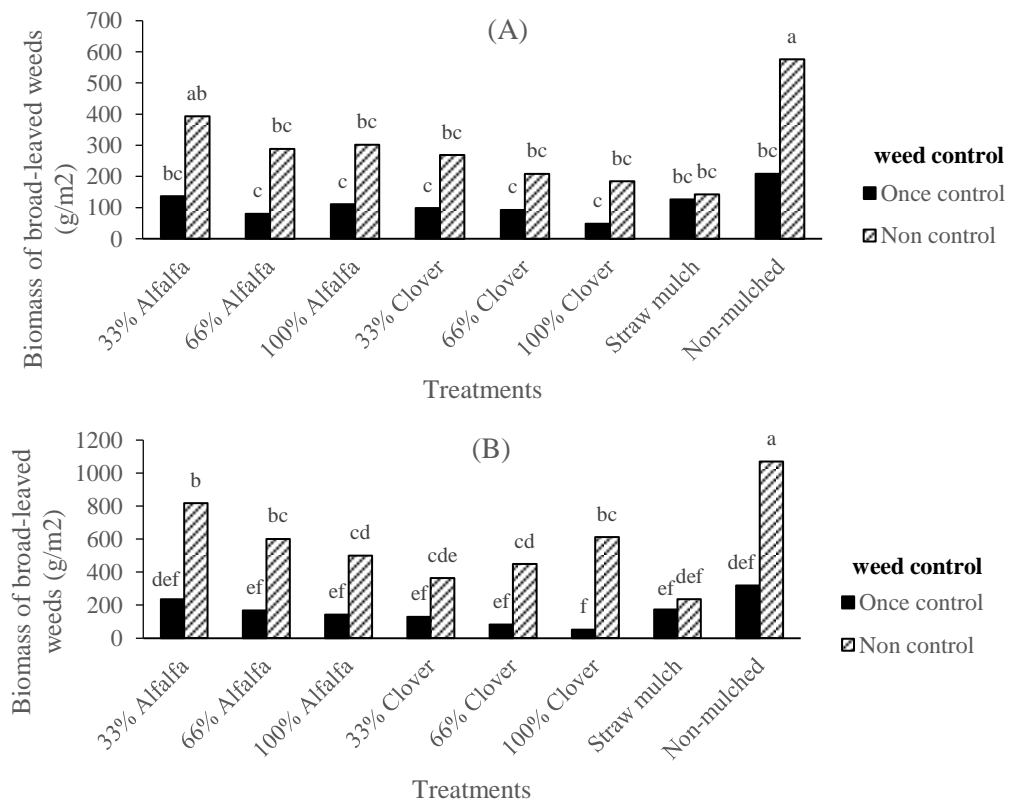 (A)
Biomass of broad-leaved weeds
(g/m2)
700
600
500
400
300
200
100
0
bc
ab
c
bc
c
bc
c
bc
c
bc
c
bc
bc
bc
bc
a
33% Alfalfa
66% Alfalfa
100% Alfalfa
33% Clover
66% Clover
100% Clover
Straw mulch
Non-mulched
Treatments
weed control
Once control
Non control
(B)
Biomass of broad-leaved
weeds (g/m2)
1200
1000
800
600
400
200
0
def
b
ef
bc
ef
cd
ef
cde
ef
cd
f
bc
ef
def
def
a
33% Alfalfa
66% Alfalfa
100% Alfalfa
33% Clover
66% Clover
100% Clover
Straw mulch
Non-mulched
Treatments
weed control
Once control
Non control